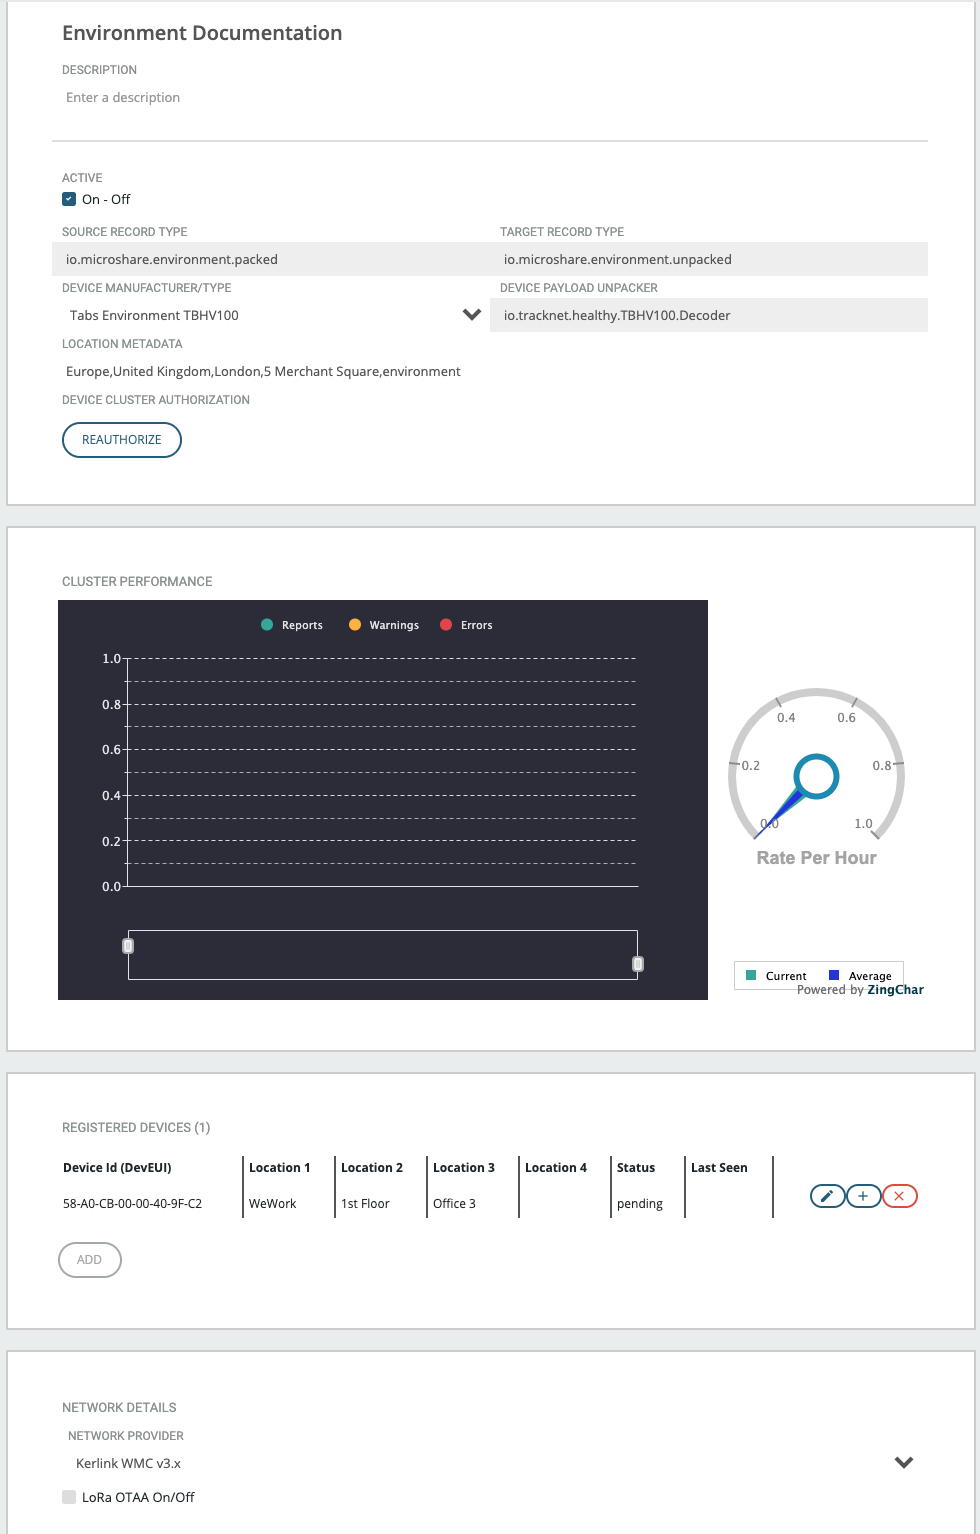 Environment Documentation
DESCRIPTION
Enter a description
ACTIVE
On - Off
SOURCE RECORD TYPE TARGET RECORD TYPE
io.microshare.environment.packed io.microshare.environment.unpacked
DEVICE MANUFACTURER/TYPE DEVICE PAYLOAD UNPACKER
Tabs Environment TBHV100 io.tracknet.healthy.TBHV100.Decoder
LOCATION METADATA
Europe,United Kingdom,London,5 Merchant Square,environment
DEVICE CLUSTER AUTHORIZATION
REAUTHORIZE
CLUSTER PERFORMANCE
Reports Warnings Errors
1.0
0.8
0.6
0.4
0.2
0.0
0.4 0.6
0.2 0.8
0.0 1.0
Rate Per Hour
Current Average
Powered by ZingChar
REGISTERED DEVICES (1)
Device Id (DevEUI) Location 1 Location 2 Location 3 Location 4 Status Last Seen
58-A0-CB-00-00-40-9F-C2 WeWork 1st Floor Office 3 pending
ADD
NETWORK DETAILS
NETWORK PROVIDER
Kerlink WMC v3.x
LoRa OTAA On/Off